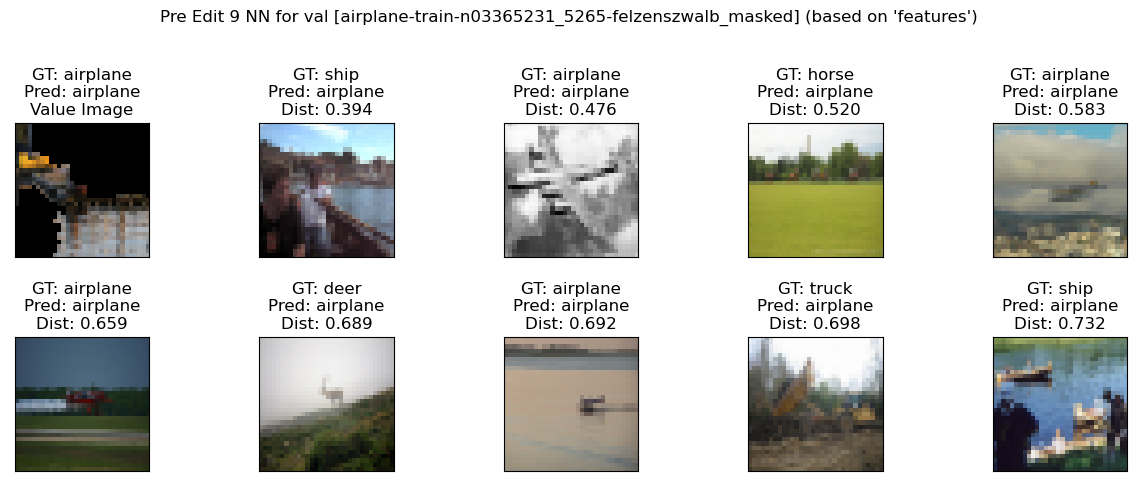 Pre Edit 9 NN for val [airplane-train-n03365231_5265-felzenszwalb_masked] (based on 'features')
GT: airplane
Pred: airplane
Value Image
GT: ship
Pred: airplane
Dist: 0.394
GT: airplane
Pred: airplane
Dist: 0.476
GT: horse
Pred: airplane
Dist: 0.520
GT: airplane
Pred: airplane
Dist: 0.583
GT: airplane
Pred: airplane
Dist: 0.659
GT: deer
Pred: airplane
Dist: 0.689
GT: airplane
Pred: airplane
Dist: 0.692
GT: truck
Pred: airplane
Dist: 0.698
GT: ship
Pred: airplane
Dist: 0.732